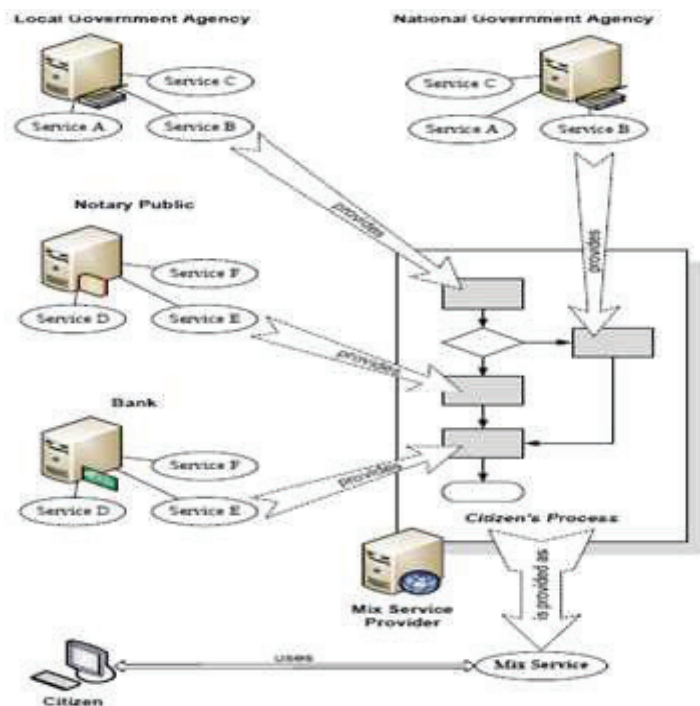 Local Government Agency
National Government Agency
Service C
Service A
Service B
Service C
Service A
Service B
provides
provides
Notary Public
Service F
Service D
Service E
provides
Bank
Service F
Service D
Service E
provides
Citizen's Process
Mix Service
Provider
is provided as
uses
Mix Service
Citizen